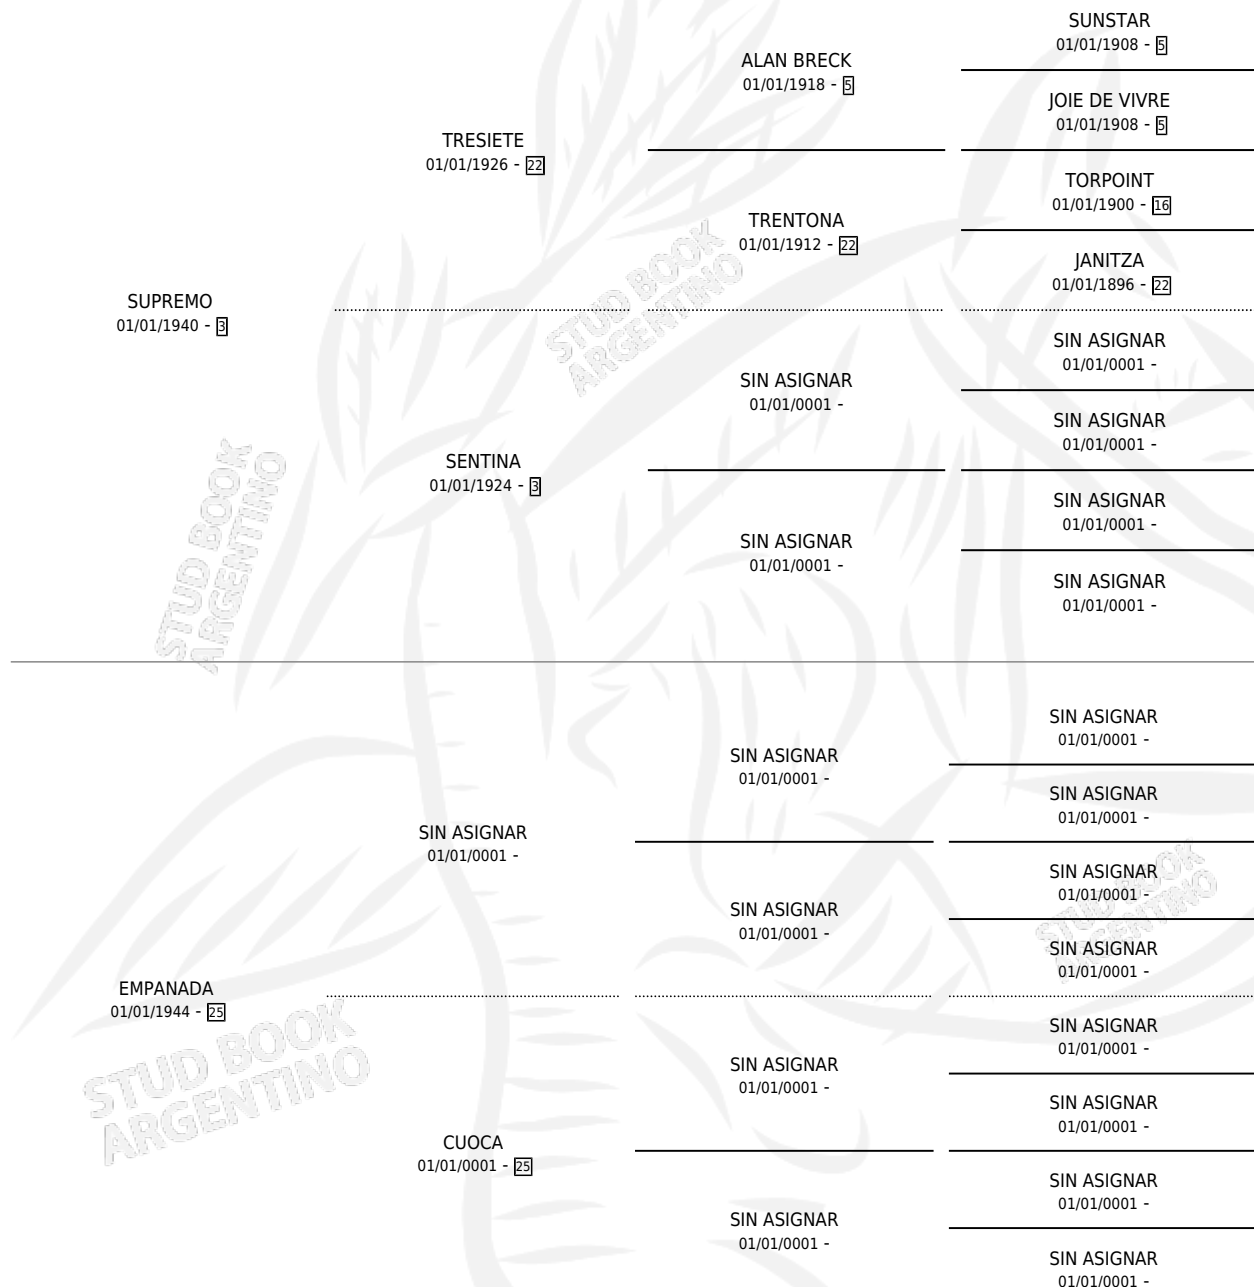 SUNSTAR
01/01/1908 - 5
ALAN BRECK
01/01/1918 - 5
JOIE DE VIVRE
01/01/1908 - 5
TRESIETE
01/01/1926 - 22
TORPOINT
01/01/1900 - 16
TRENTONA
01/01/1912 - 22
JANITZA
01/01/1896 - 22
SUPREMO
01/01/1940 - 3
STUD BOOK
ARGENTINO
SIN ASIGNAR
01/01/0001 -
SIN ASIGNAR
01/01/0001 -
SIN ASIGNAR
01/01/0001 -
SENTINA
01/01/1924 - 3
SIN ASIGNAR
01/01/0001 -
SIN ASIGNAR
01/01/0001 -
SIN ASIGNAR
01/01/0001 -
STUD BOOK
ARGENTINO
SIN ASIGNAR
01/01/0001 -
SIN ASIGNAR
01/01/0001 -
SIN ASIGNAR
01/01/0001 -
SIN ASIGNAR
01/01/0001 -
SIN ASIGNAR
01/01/0001 -
SIN ASIGNAR
01/01/0001 -
SIN ASIGNAR
01/01/0001 -
STUD BOOK
ARGENTINO
EMPANADA
01/01/1944 - 25
STUD BOOK
ARGENTINO
SIN ASIGNAR
01/01/0001 -
SIN ASIGNAR
01/01/0001 -
SIN ASIGNAR
01/01/0001 -
CUOCA
01/01/0001 - 25
SIN ASIGNAR
01/01/0001 -
SIN ASIGNAR
01/01/0001 -
SIN ASIGNAR
01/01/0001 -